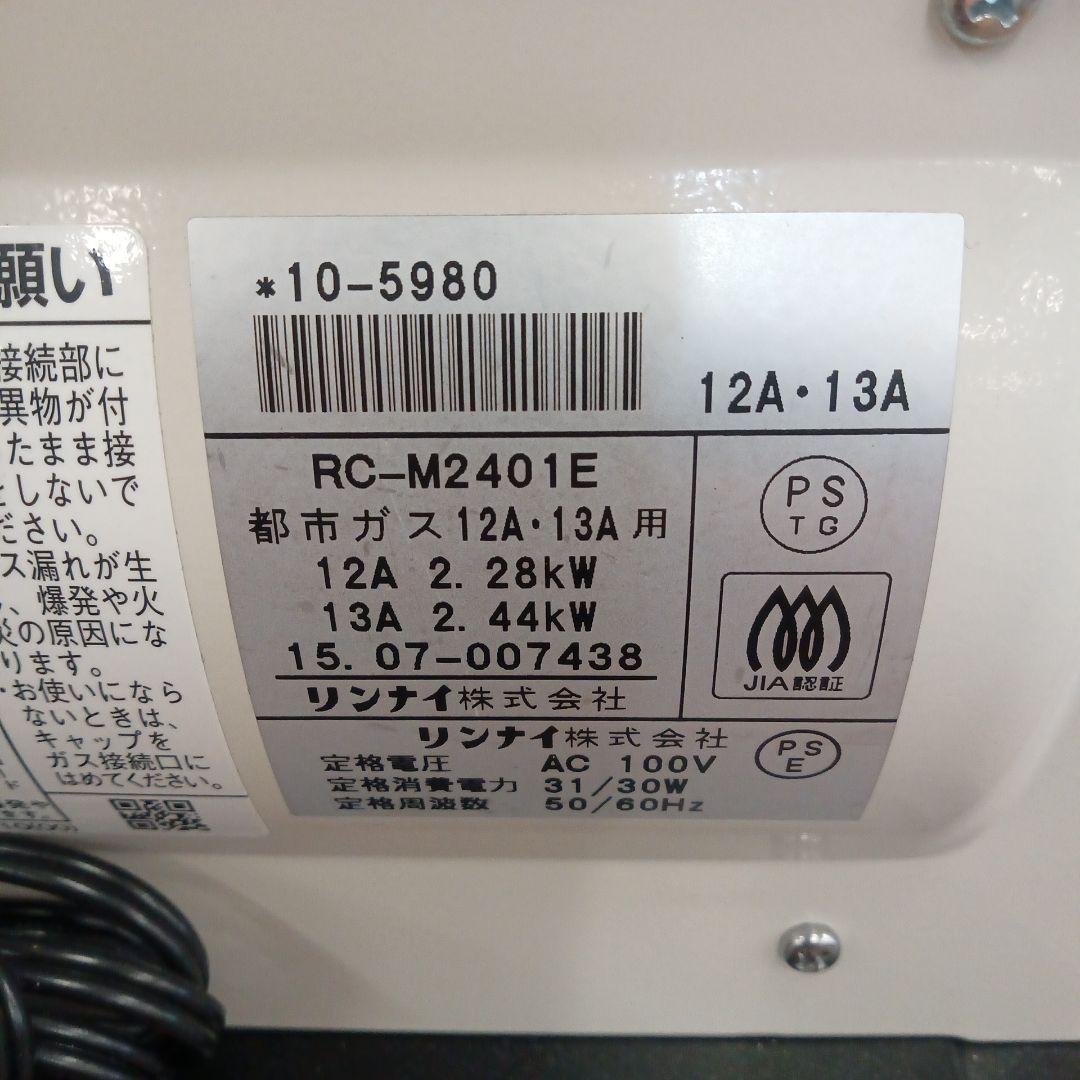 願い
接続部に
異物が付
たまま接
としないで
ださい。
ス漏れが生
、爆発や火
災の原因にな
ります。
・お使いになら
ないときは、
キャップを
ガス接続口に
はめてください。
*10-5980
12A・13A
RC-M2401E
都市ガス12A・13A用
12A 2.28kW
13A 2.44kW
15.07-007438
リンナイ株式会社
PS
TG
JIA認証
リンナイ株式会社
定格電圧 AC 100V
定格消費電力 31/30W
定格周波数 50/60Hz
PS
E